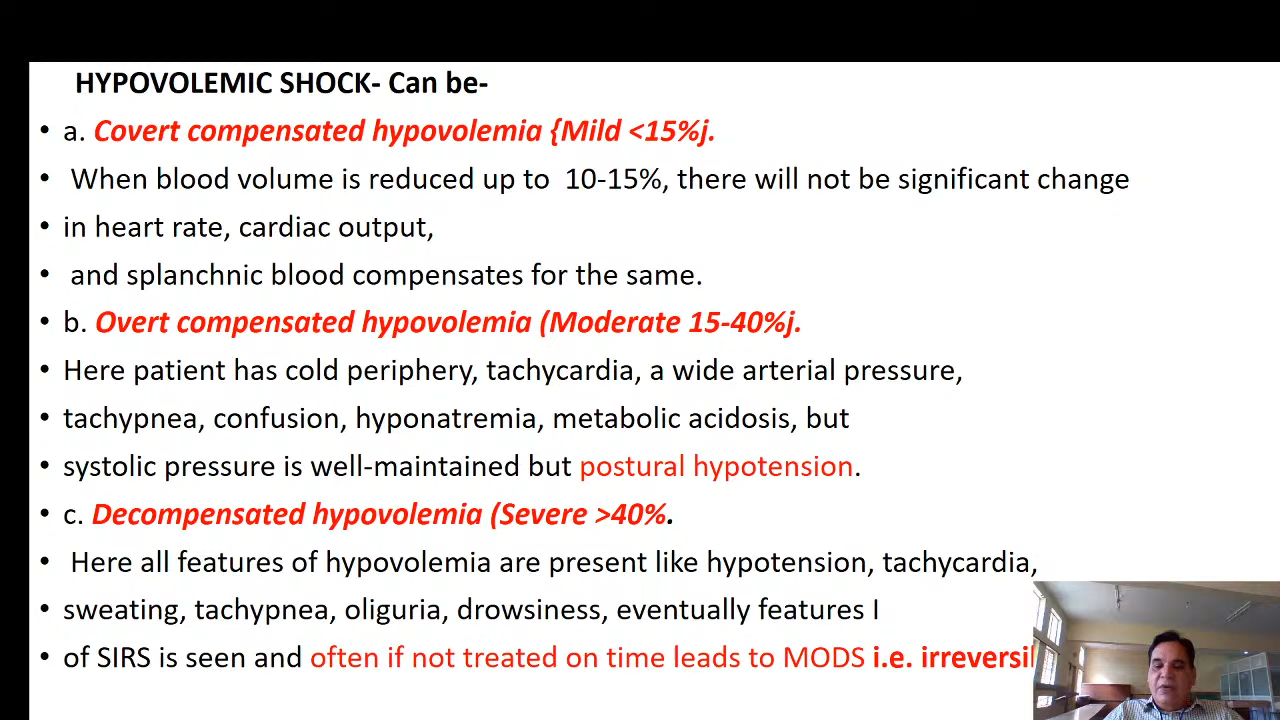 HYPOVOLEMIC SHOCK- Can be-
• a. Covert compensated hypovolemia {Mild <15%j.
• When blood volume is reduced up to 10-15%, there will not be significant change
• in heart rate, cardiac output,
• and splanchnic blood compensates for the same.
• b. Overt compensated hypovolemia (Moderate 15-40%j.
• Here patient has cold periphery, tachycardia, a wide arterial pressure,
• tachypnea, confusion, hyponatremia, metabolic acidosis, but
• systolic pressure is well-maintained but postural hypotension.
• c. Decompensated hypovolemia (Severe >40%.
• Here all features of hypovolemia are present like hypotension, tachycardia,
• sweating, tachypnea, oliguria, drowsiness, eventually features I
• of SIRS is seen and often if not treated on time leads to MODS i.e.